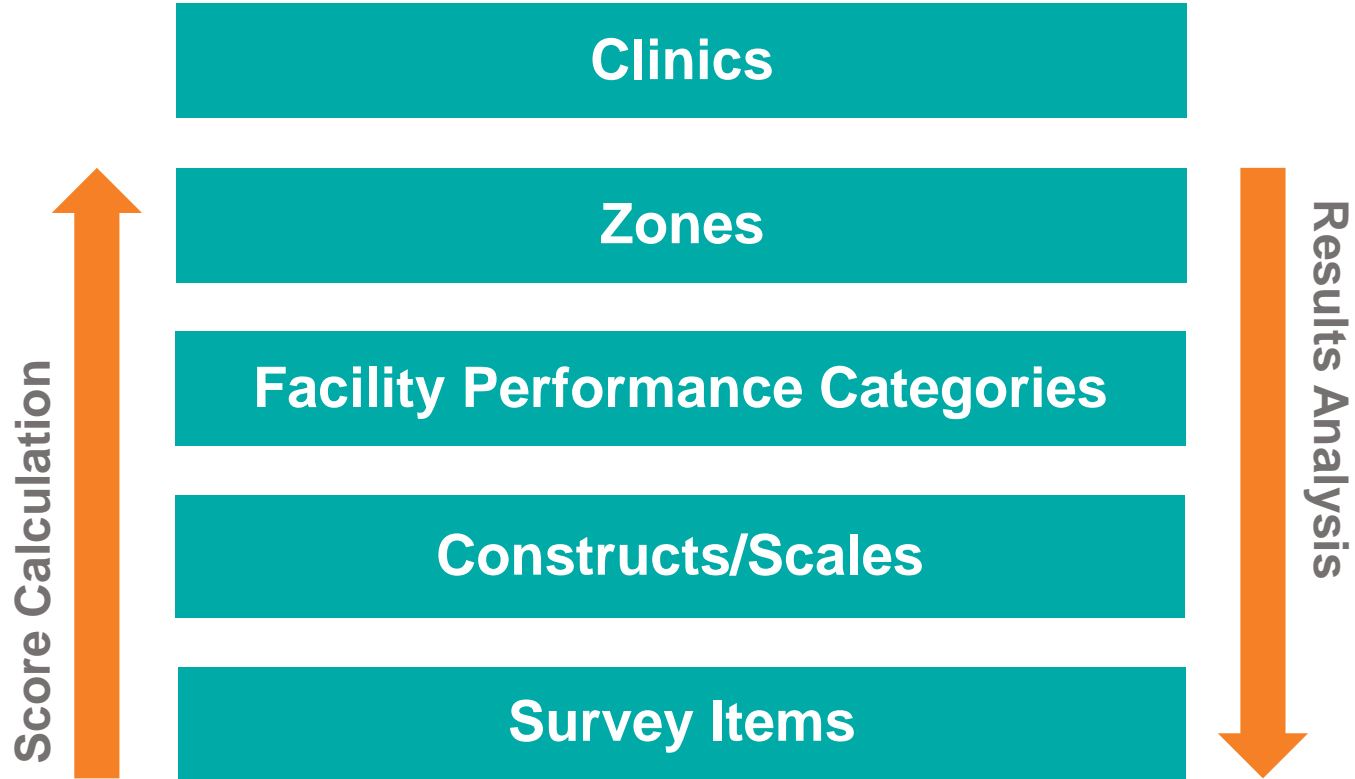 Clinics
Zones
Facility Performance Categories
Constructs/Scales
Survey Items
Score Calculation
Results Analysis